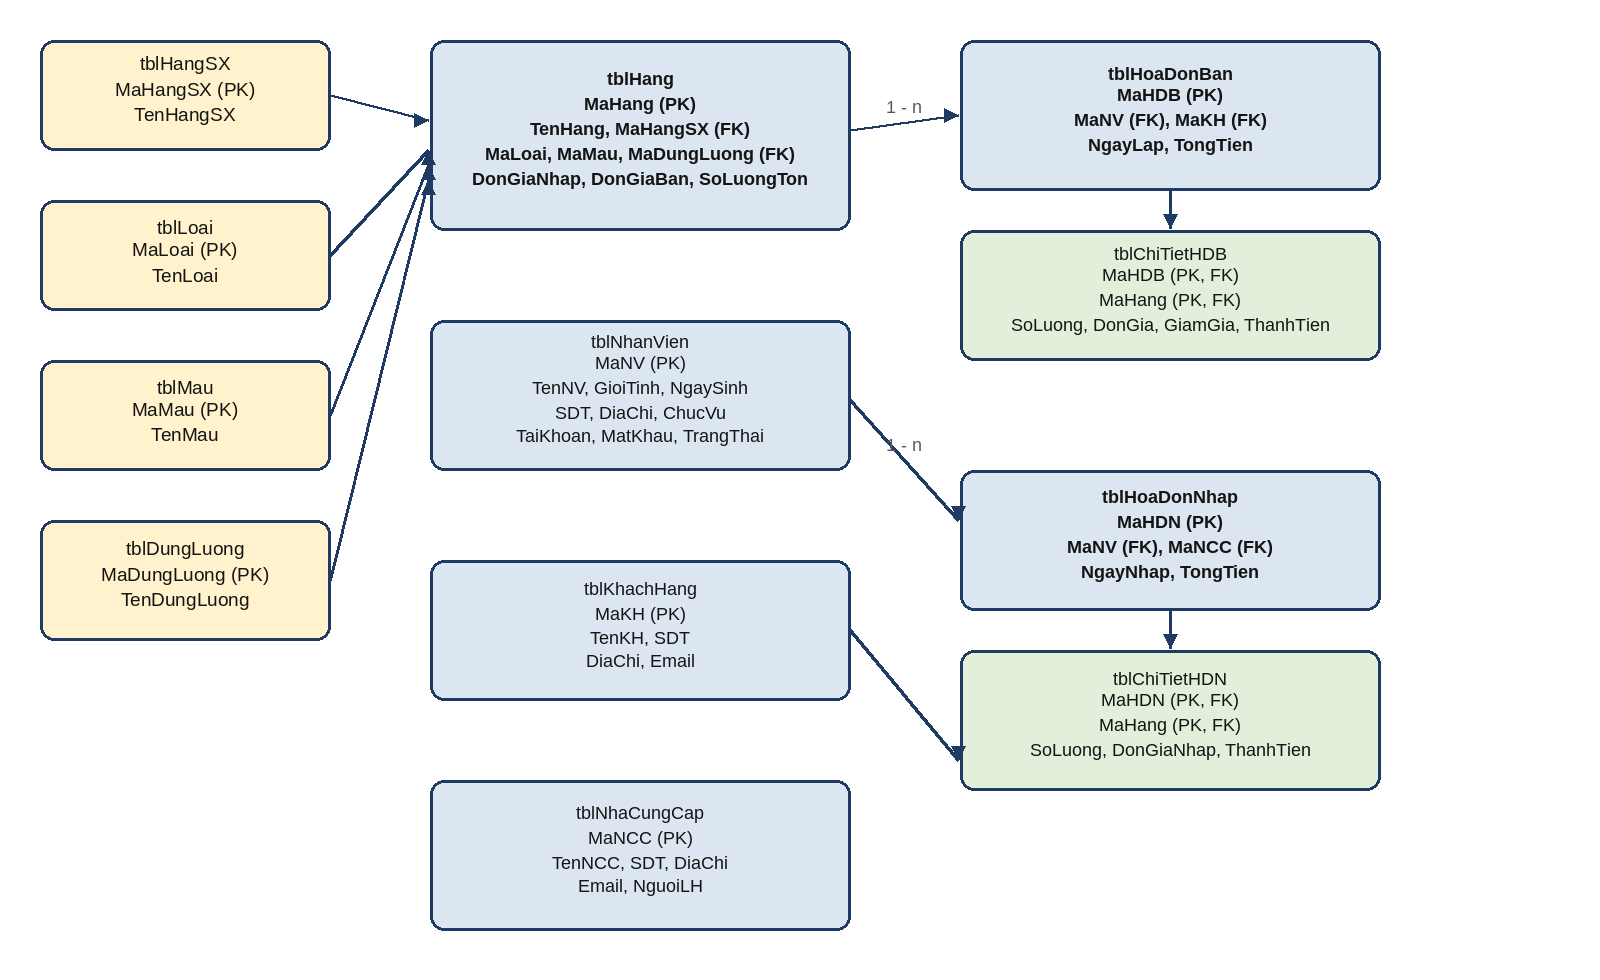 tblHangSX
MaHangSX (PK)
TenHangSX
tblLoai
MaLoai (PK)
TenLoai
tblMau
MaMau (PK)
TenMau
tblDungLuong
MaDungLuong (PK)
TenDungLuong
tblHang
MaHang (PK)
TenHang, MaHangSX (FK)
MaLoai, MaMau, MaDungLuong (FK)
DonGiaNhap, DonGiaBan, SoLuongTon
tblNhanVien
MaNV (PK)
TenNV, GioiTinh, NgaySinh
SDT, DiaChi, ChucVu
TaiKhoan, MatKhau, TrangThai
tblKhachHang
MaKH (PK)
TenKH, SDT
DiaChi, Email
tblNhaCungCap
MaNCC (PK)
TenNCC, SDT, DiaChi
Email, NguoiLH
1 - n
1 - n
tblHoaDonBan
MaHDB (PK)
MaNV (FK), MaKH (FK)
NgayLap, TongTien
tblChiTietHDB
MaHDB (PK, FK)
MaHang (PK, FK)
SoLuong, DonGia, GiamGia, ThanhTien
tblHoaDonNhap
MaHDN (PK)
MaNV (FK), MaNCC (FK)
NgayNhap, TongTien
tblChiTietHDN
MaHDN (PK, FK)
MaHang (PK, FK)
SoLuong, DonGiaNhap, ThanhTien